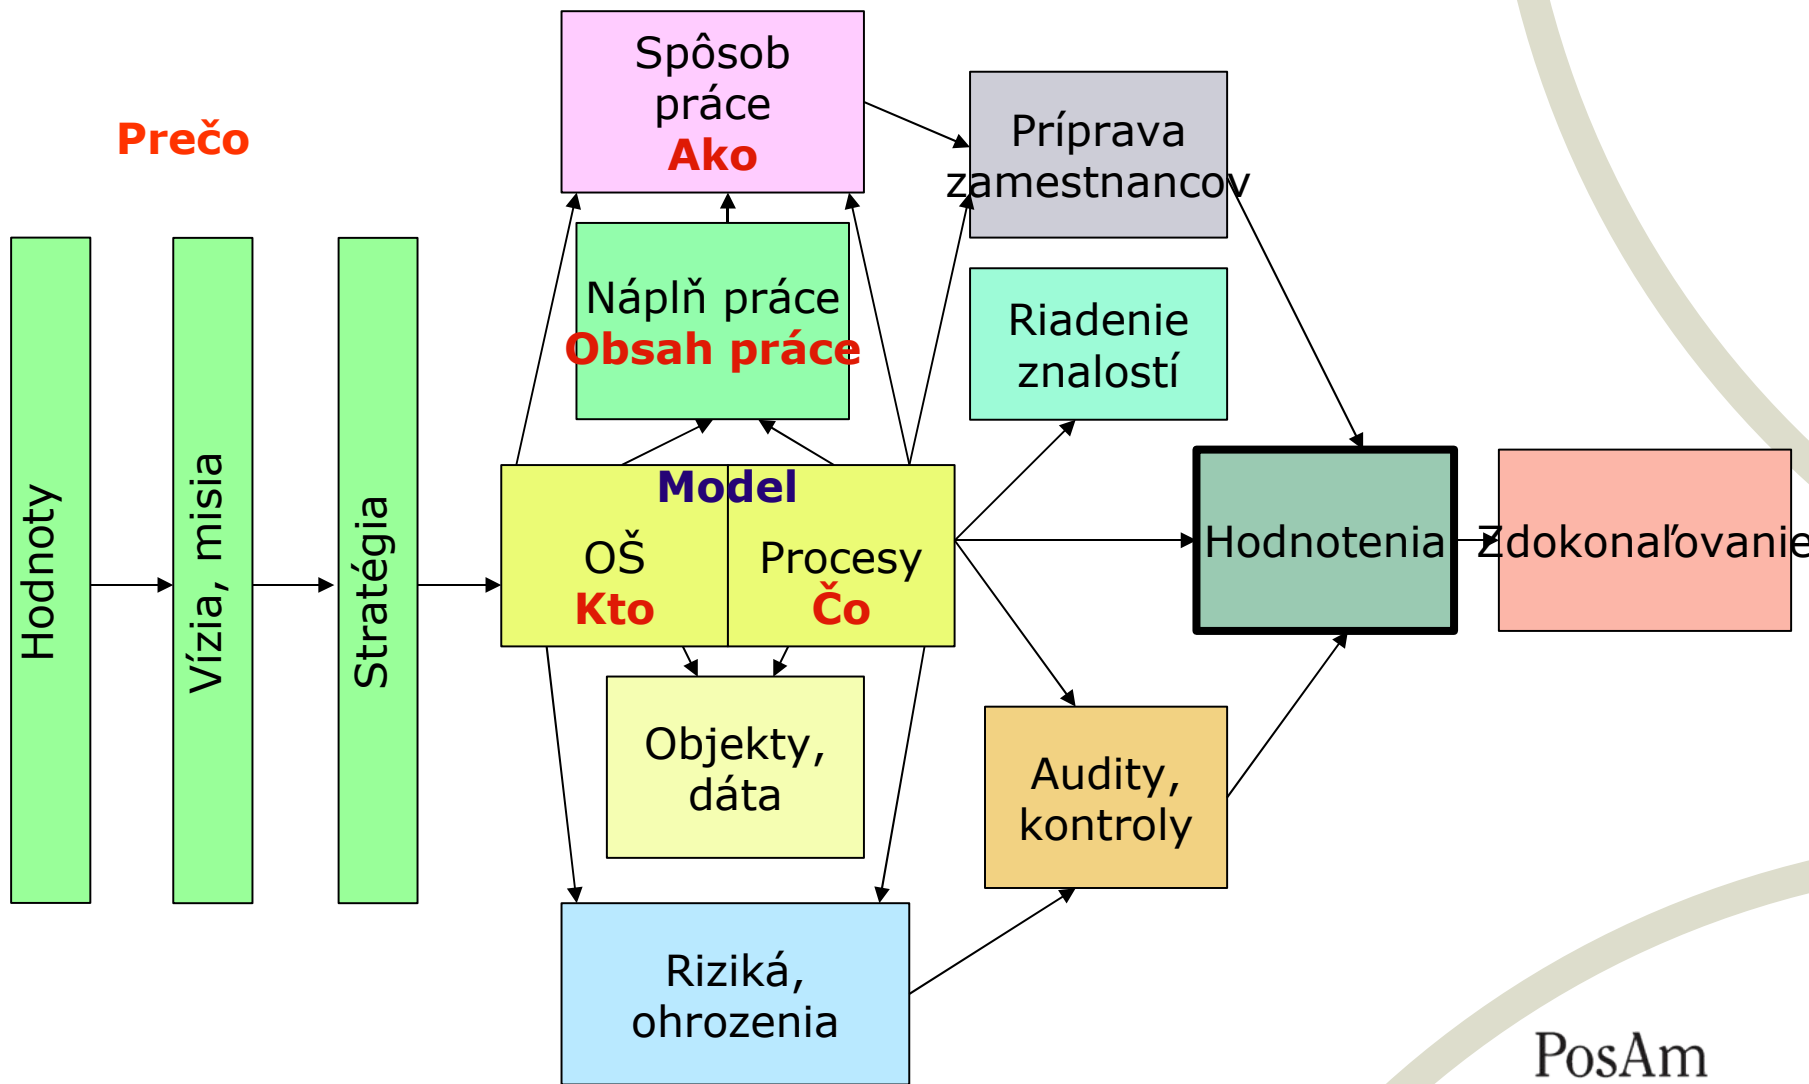 Prečo
Hodnoty
Vízia, misia
Stratégia
Spôsob
práce
Ako
Náplň práce
Obsah práce
Model
OŠ
Kto
Procesy
Čo
Objekty,
dáta
Riziká,
ohrozenia
Príprava
zamestnancov
Riadenie
znalostí
Audity,
kontroly
Hodnotenia
Zdokonaľovanie
PosAm